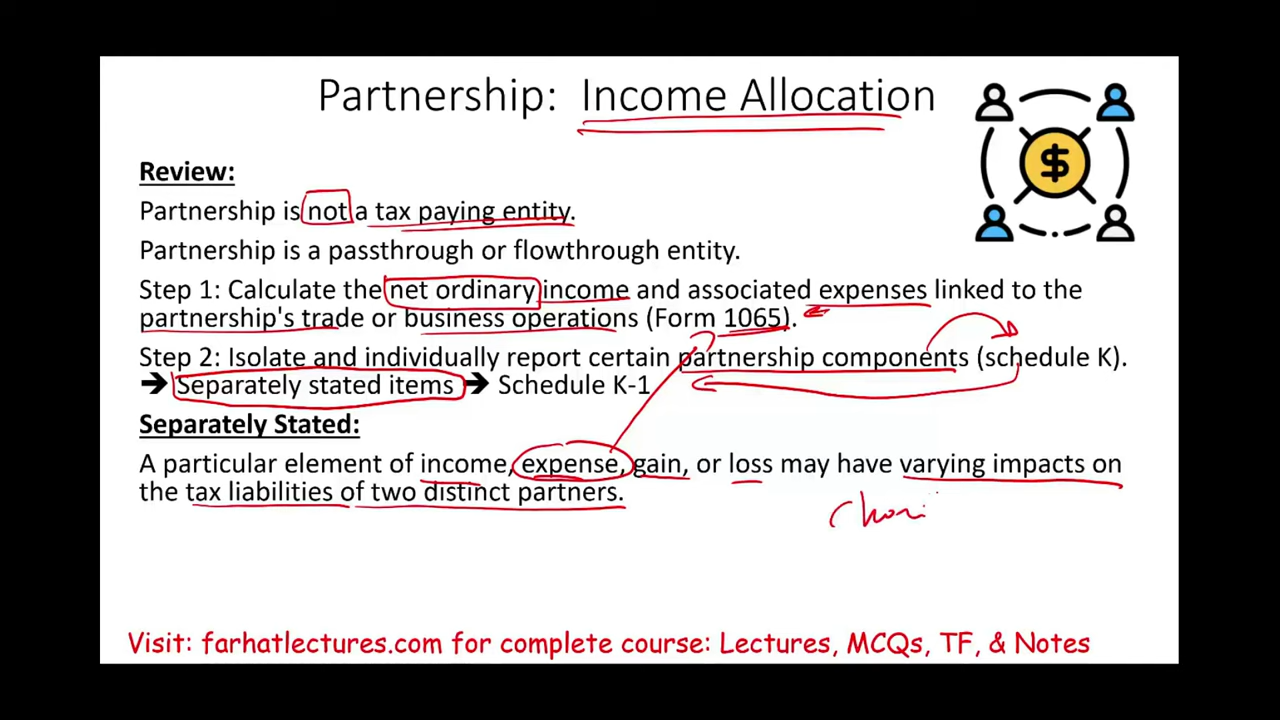 Partnership: Income Allocation
$
Review:
Partnership is not a tax paying entity.
Partnership is a passthrough or flowthrough entity.
Step 1: Calculate the net ordinary income and associated expenses linked to the
partnership's trade or business operations (Form 1065).
Step 2: Isolate and individually report certain partnership components (schedule K).
➔ Separately stated items ➔ Schedule K-1
Separately Stated:
A particular element of income, expense, gain, or loss may have varying impacts on
the tax liabilities of two distinct partners.
Chari
Visit: farhatlectures.com for complete course: Lectures, MCQs, TF, & Notes